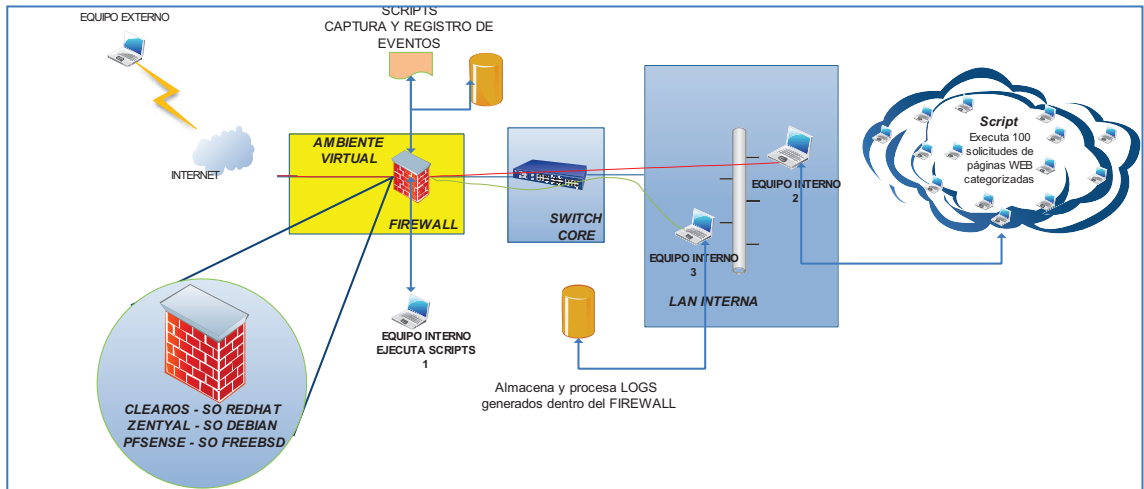 EQUIPO EXTERNO
SCRIPTS
CAPTURA Y REGISTRO DE
EVENTOS
INTERNET
AMBIENTE
VIRTUAL
FIREWALL
SWITCH
CORE
EQUIPO INTERNO
2
EQUIPO INTERNO
3
LAN INTERNA
Script
Executa 100
solicitudes de
páginas WEB
categorizadas
EQUIPO INTERNO
EJECUTA SCRIPTS
1
Almacena y procesa LOGS
generados dentro del FIREWALL
CLEAROS - SO REDHAT
ZENTYAL - SO DEBIAN
PFSENSE - SO FREEBSD